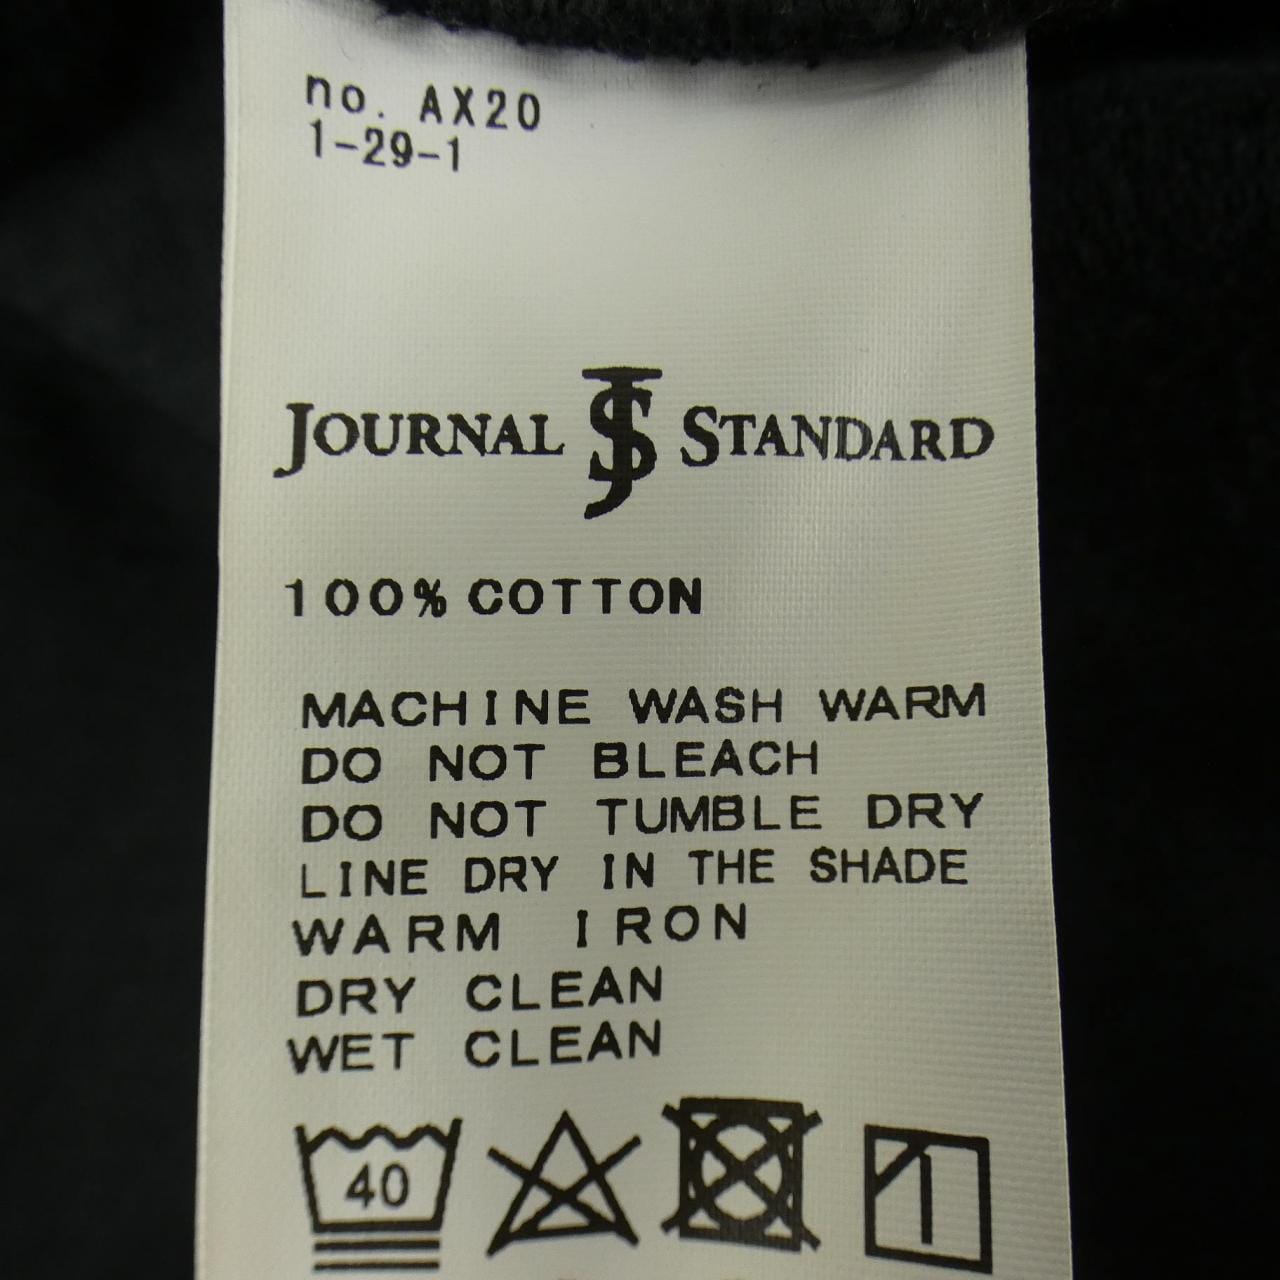 no. AX20
1-29-1
JOURNAL JS STANDARD
100% COTTON
MACHINE WASH WARM
DO NOT BLEACH
DO NOT TUMBLE DRY
LINE DRY IN THE SHADE
WARM IRON
DRY CLEAN
WET CLEAN
40